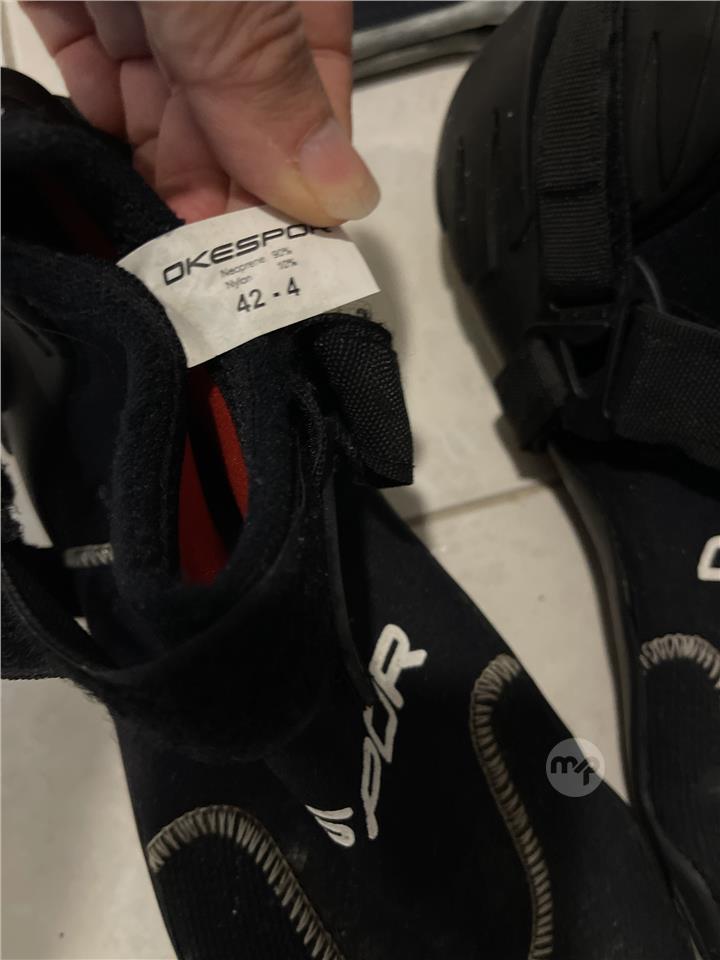 OKESPOR
Neoprene 90%
Nylon 10%
42 - 4
m/p